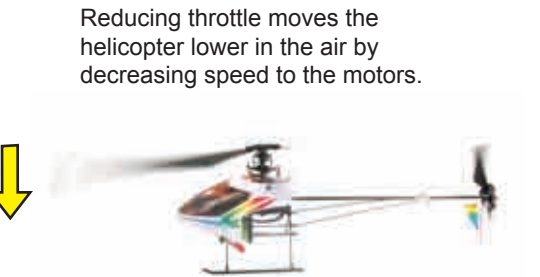 Reducing throttle moves the
helicopter lower in the air by
decreasing speed to the motors.